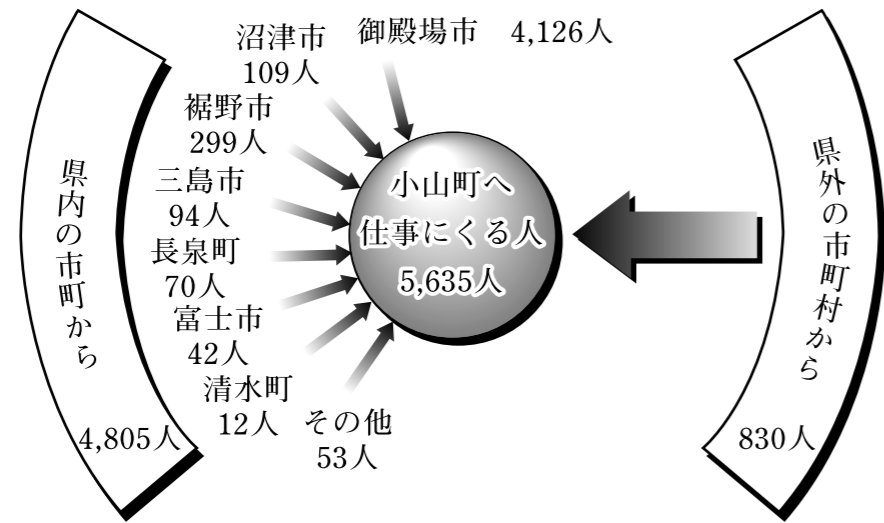 県内の市町から
4,805人
沼津市
109人
御殿場市 4,126人
裾野市
299人
三島市
94人
長泉町
70人
富士市
42人
清水町
12人
その他
53人
小山町へ
仕事にくる人
5,635人
県外の市町村から
830人